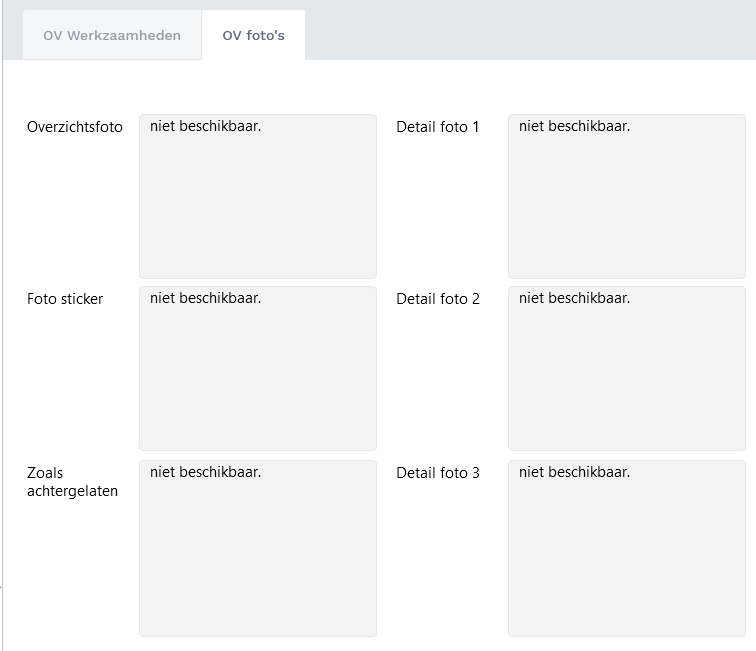 OV Werkzaamheden
OV foto's
Overzichtsfoto
niet beschikbaar.
Detail foto 1
niet beschikbaar.
Foto sticker
niet beschikbaar.
Detail foto 2
niet beschikbaar.
Zoals
achtergelaten
niet beschikbaar.
Detail foto 3
niet beschikbaar.